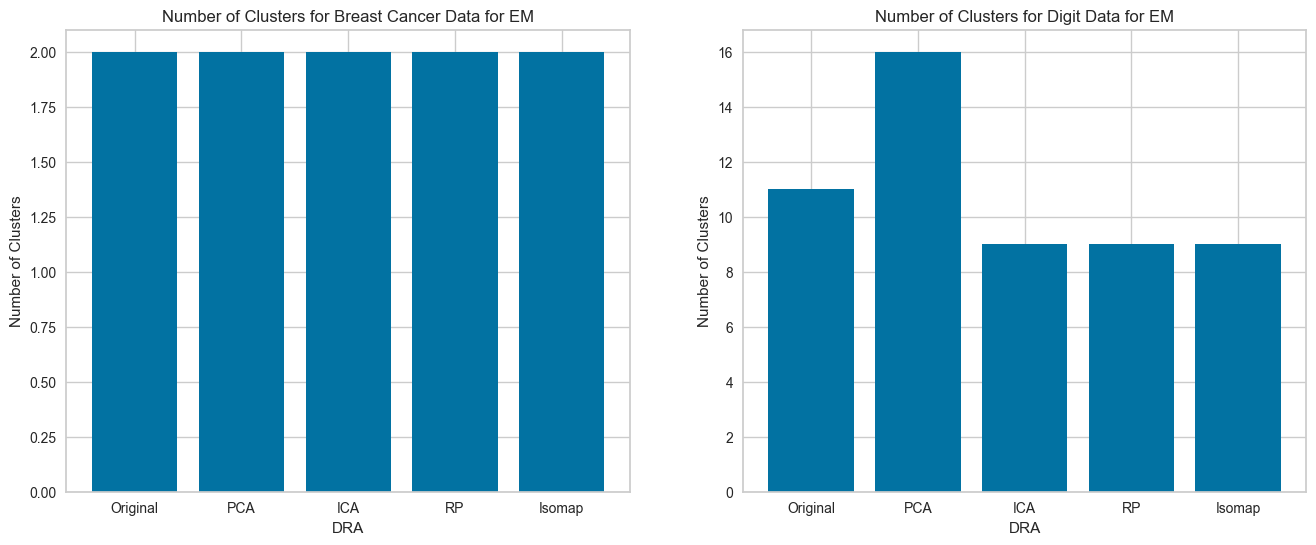 Number of Clusters for Breast Cancer Data for EM
Number of Clusters
2.00
1.75
1.50
1.25
1.00
0.75
0.50
0.25
0.00
Original PCA ICA RP Isomap
DRA
Number of Clusters for Digit Data for EM
Number of Clusters
16
14
12
10
8
6
4
2
0
Original PCA ICA RP Isomap
DRA